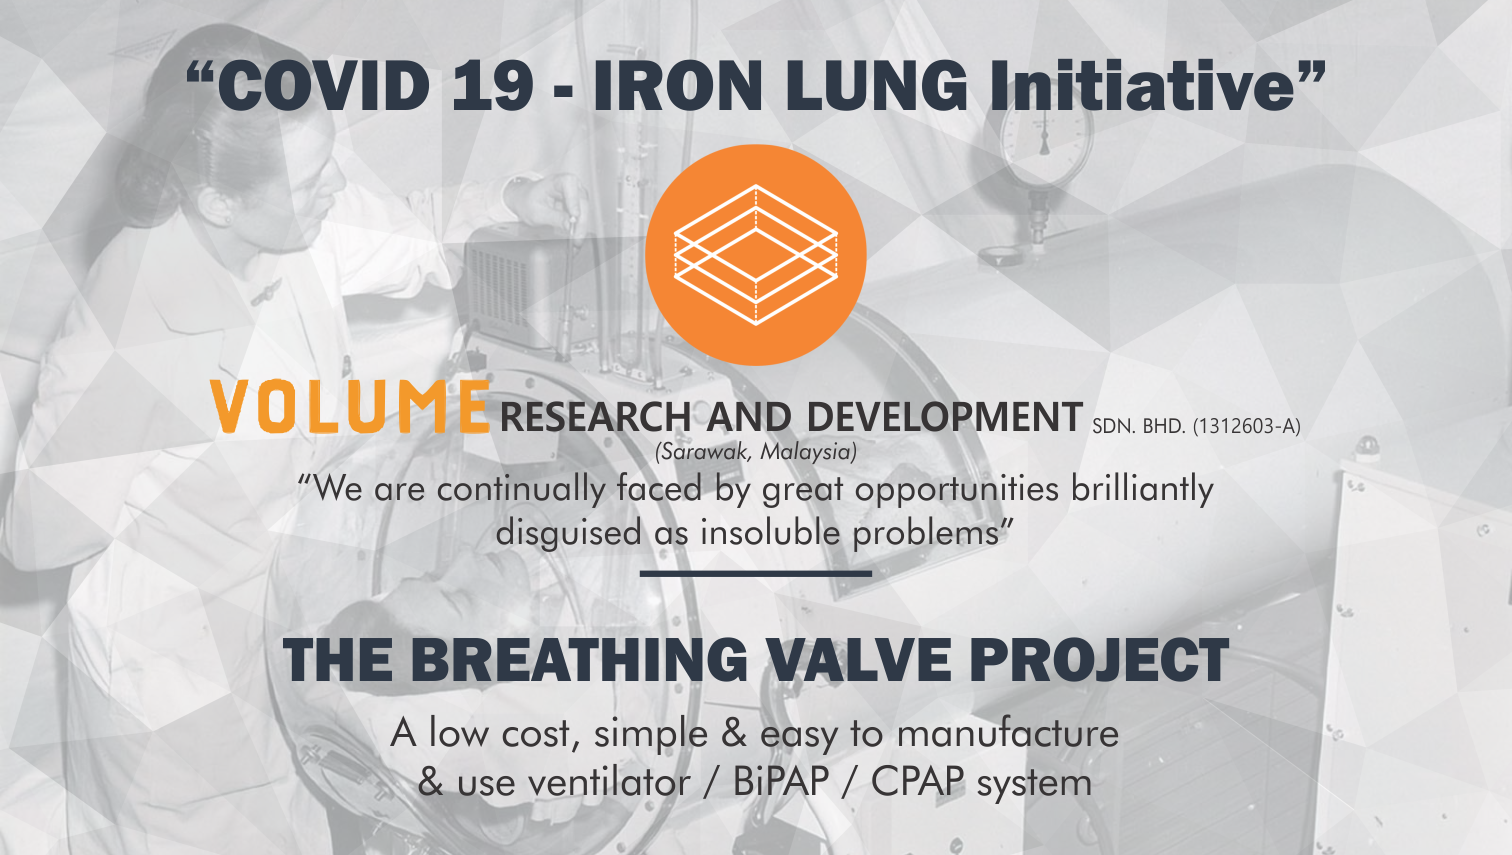 “COVID 19 - IRON LUNG Initiative”
VOLUME RESEARCH AND DEVELOPMENT SDN. BHD. (1312603-A)
(Sarawak, Malaysia)
“We are continually faced by great opportunities brilliantly
disguised as insoluble problems”
THE BREATHING VALVE PROJECT
A low cost, simple & easy to manufacture
& use ventilator / BiPAP / CPAP system